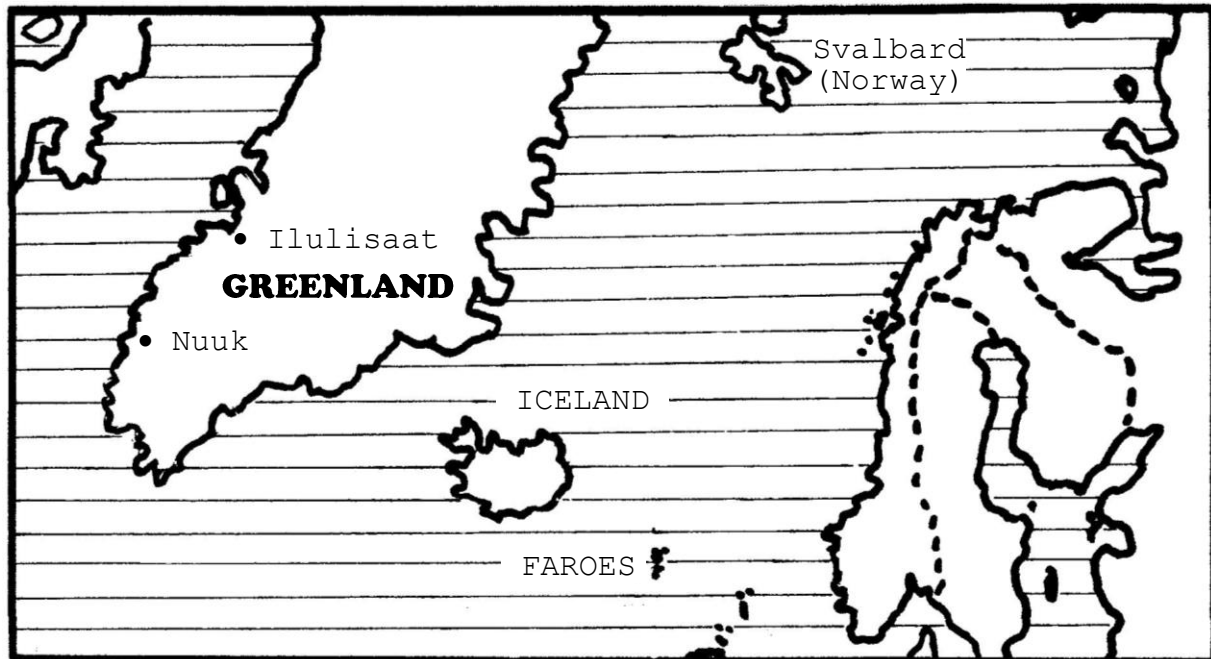 Svalbard
(Norway)
Ilulisaat
GREENLAND
Nuuk
ICELAND
FAROES